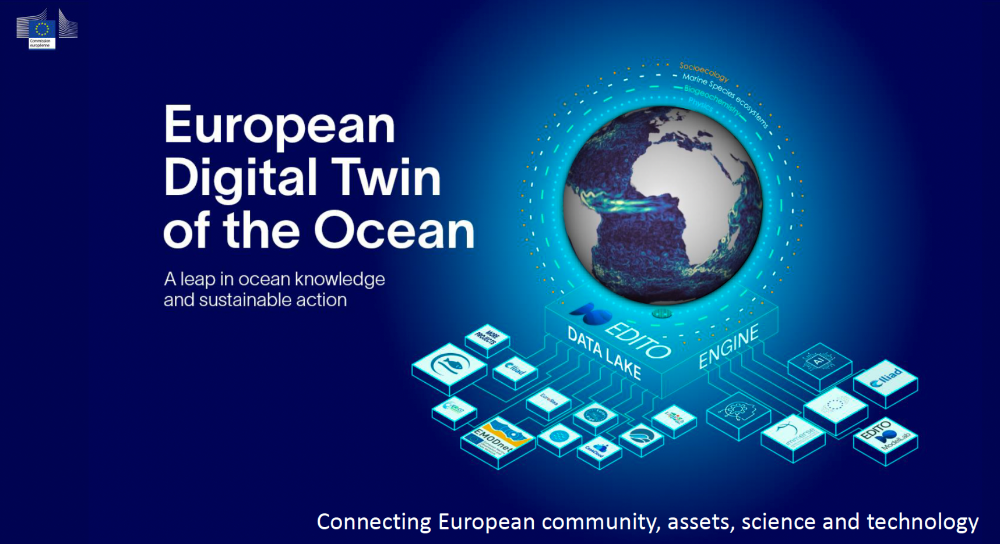 Commission
européenne
European
Digital Twin
of the Ocean
A leap in ocean knowledge
and sustainable action
Socioecology
Marine Species ecosystems
Biogeochemistry
Physics
EDITO
DATA LAKE
ENGINE
MORE
PROJECTS
Iliad
EuroSea
EMODnet
AI
Iliad
immerse
EDITO
ModelLab
Connecting European community, assets, science and technology